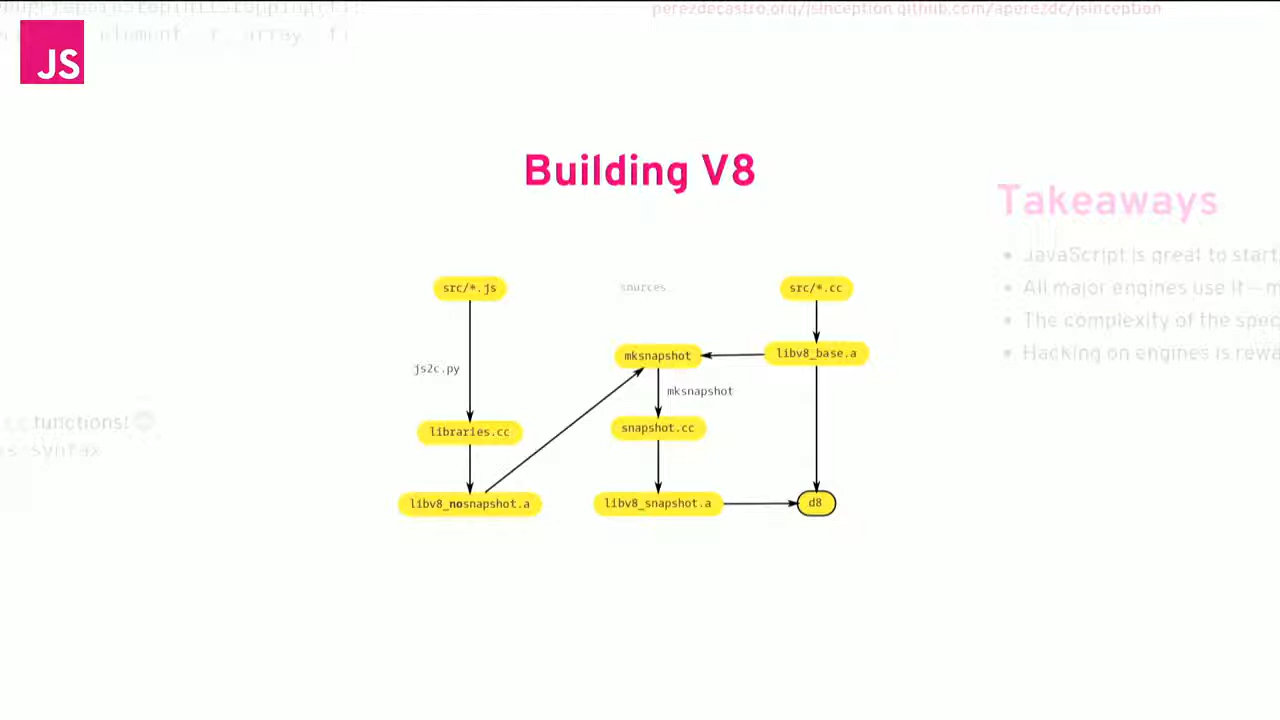 perezdecastro.org/jsinception github.com/aperezdc/jsinception
element
array
JS
Building V8
Takeaways
• JavaScript is great to start
• All major engines use it—m
• The complexity of the spec
• Hacking on engines is rewa
src/*.js
sources
src/*.cc
mksnapshot
libv8_base.a
js2c.py
mksnapshot
functions!
syntax
libraries.cc
snapshot.cc
libv8_nosnapshot.a
libv8_snapshot.a
d8